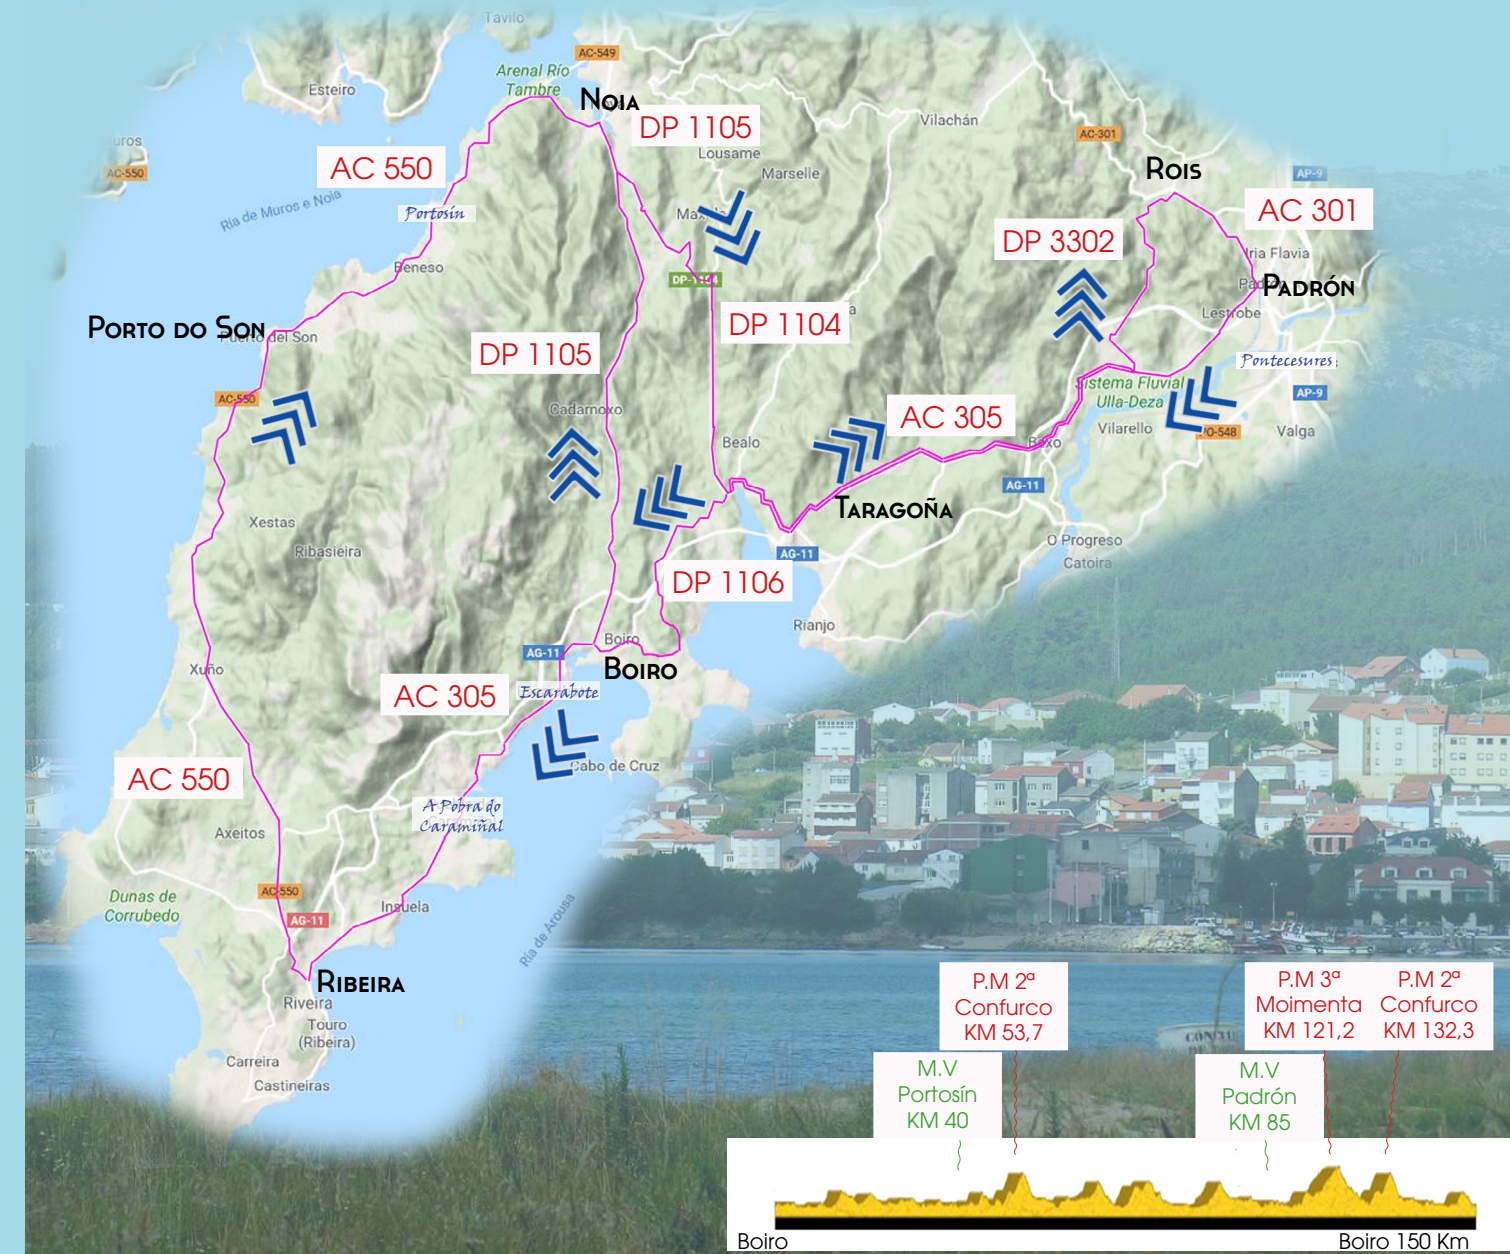 Tavilo
AC-549
Arenal Río
Tambre
Esteiro
NOIA
DP 1105
Vilachán
AC-301
uros
AC-550
AC 550
Lousame
Marselle
ROIS
AP-9
Ría de Muros e Noia
Portosín
AC 301
DP 3302
Iria Flavia
Beneso
DP-1104
PADRÓN
Lestrobe
PORTO DO SON
Puerto del Son
DP 1104
DP 1105
Pontecesures
Sistema Fluvial
Ulla-Deza
AP-9
AC-550
Cadarnoxo
AC 305
Vilarello
PO-548
Valga
Bealo
AG-11
TARAGOÑA
Xestas
Ribasieira
O Progreso
Catoira
AG-11
DP 1106
Rianjo
Boiro
AG-11
BOIRO
Xuño
AC 305
Escarabote
Cabo de Cruz
AC 550
A Pobra do
Caramiñal
Axeitos
Dunas de
Corrubedo
AC-550
AG-11
Insuela
Ría de Arousa
RIBEIRA
Riveira
Touro
(Ribeira)
Carreira
Castineiras
P.M 2ª
Confurco
KM 53,7
P.M 3ª
Moimenta
KM 121,2
P.M 2ª
Confurco
KM 132,3
M.V
Portosín
KM 40
M.V
Padrón
KM 85
Boiro
Boiro 150 Km